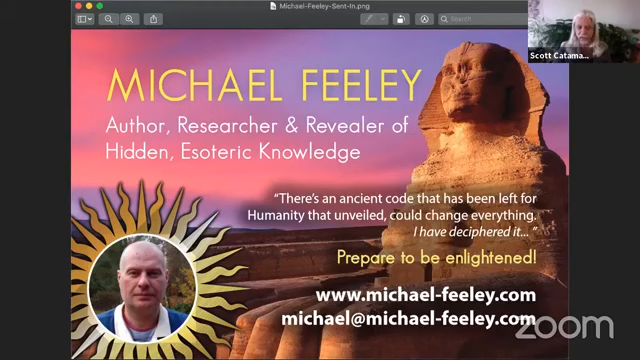 Michael-Feeley-Sent-In.png
Search
Scott Catama...
MICHAEL FEELEY
Author, Researcher & Revealer of
Hidden, Esoteric Knowledge
“There’s an ancient code that has been left for
Humanity that unveiled, could change everything.
I have deciphered it... ”
Prepare to be enlightened!
www.michael-feeley.com
michael@michael-feeley.com
zoom